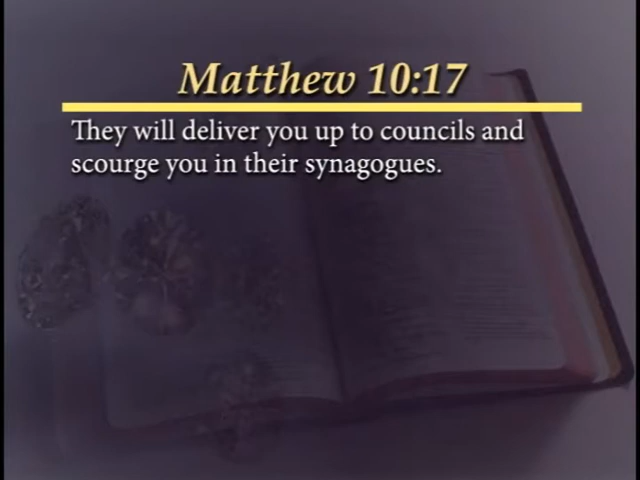 Matthew 10:17
They will deliver you up to councils and
scourge you in their synagogues.